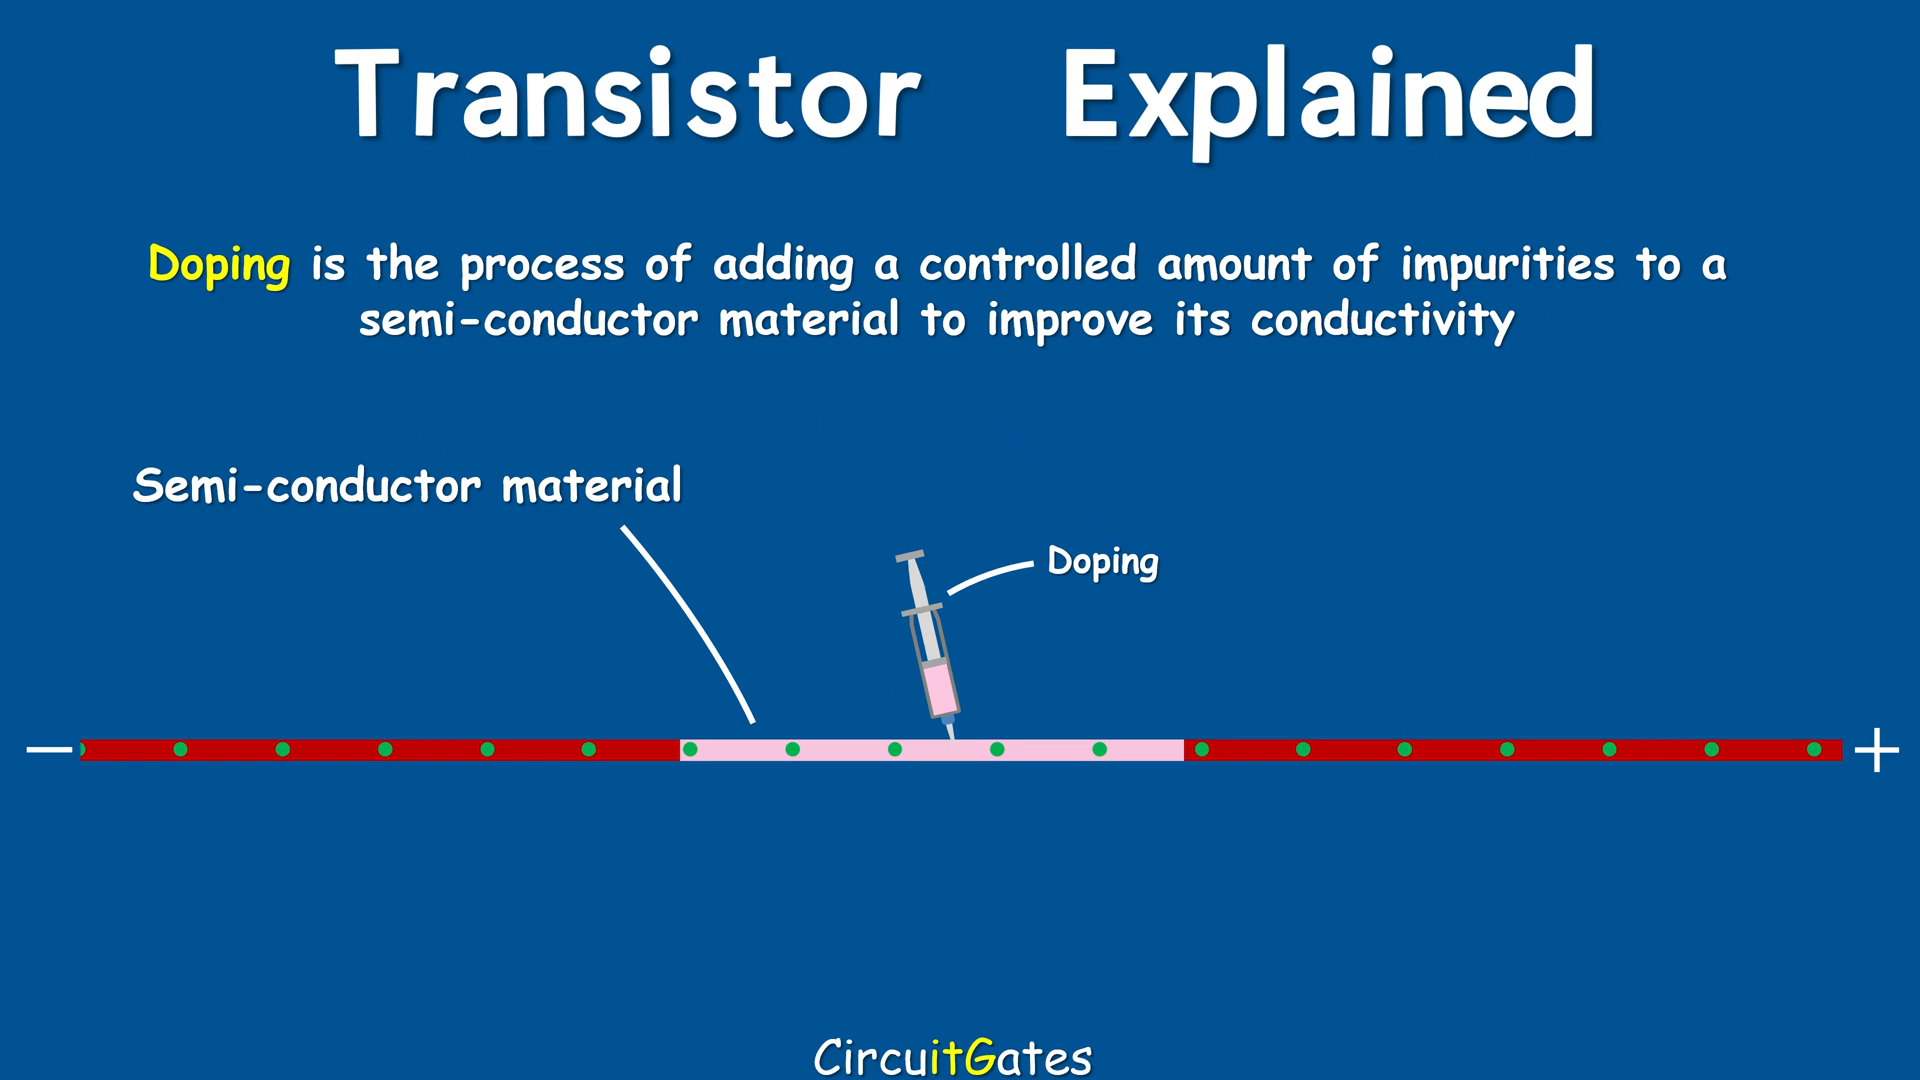 Transistor Explained
Doping is the process of adding a controlled amount of impurities to a
semi-conductor material to improve its conductivity
Semi-conductor material
Doping
− +
CircuitGates